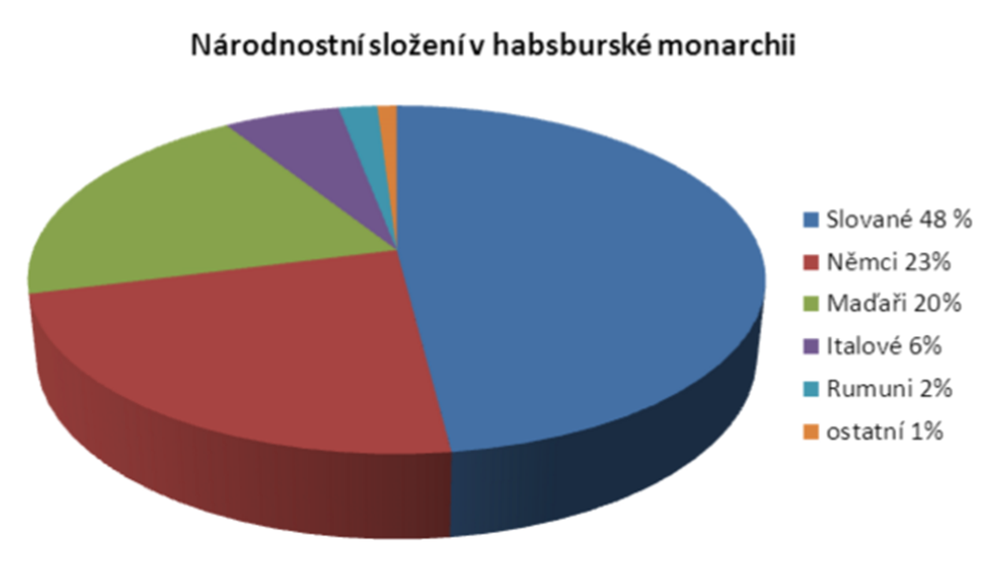 Národnostní složení v habsburské monarchii
Slované 48 %
Němci 23%
Maďaři 20%
Italové 6%
Rumuni 2%
ostatní 1%